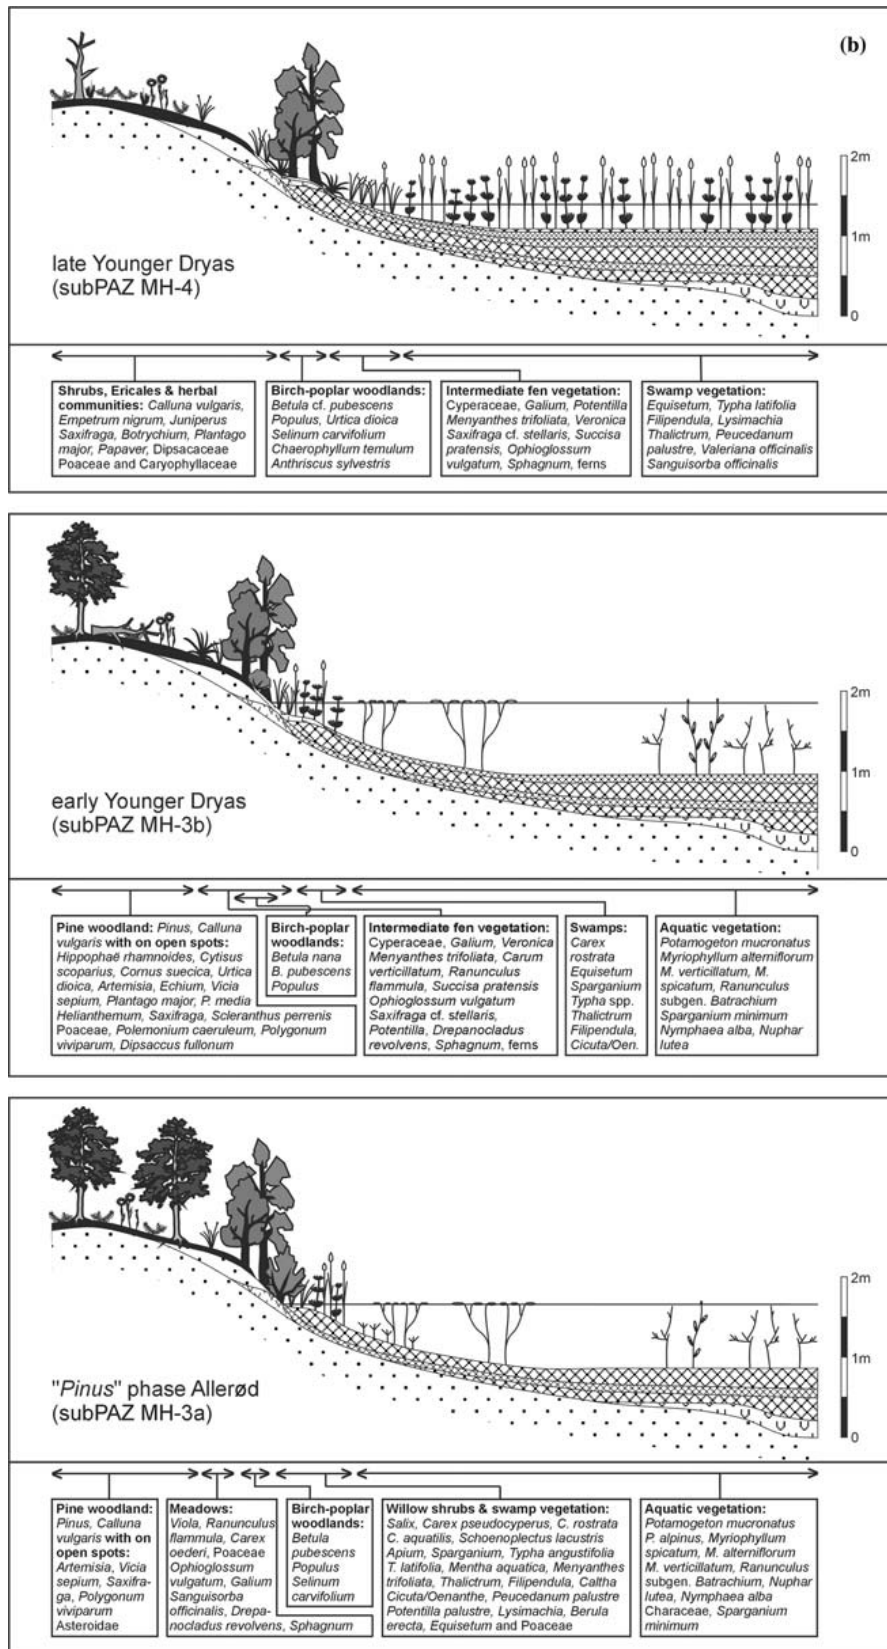 (b)
2m
1m
0
late Younger Dryas
(subPAZ MH-4)
Shrubs, Ericales & herbal
communities: Calluna vulgaris,
Empetrum nigrum, Juniperus
Saxifraga, Botrychium, Plantago
major, Papaver, Dipsacaceae
Poaceae and Caryophyllaceae
Birch-poplar woodlands:
Betula cf. pubescens
Populus, Urtica dioica
Selinum carvifolium
Chaerophyllum temulum
Anthriscus sylvestris
Intermediate fen vegetation:
Cyperaceae, Galium, Potentilla
Menyanthes trifoliata, Veronica
Saxifraga cf. stellaris, Succisa
pratensis, Ophioglossum
vulgatum, Sphagnum, ferns
Swamp vegetation:
Equisetum, Typha latifolia
Filipendula, Lysimachia
Thalictrum, Peucedanum
palustre, Valeriana officinalis
Sanguisorba officinalis
2m
1m
0
early Younger Dryas
(subPAZ MH-3b)
Pine woodland: Pinus, Calluna
vulgaris with on open spots:
Hippophaë rhamnoides, Cytisus
scoparius, Cornus suecica, Urtica
dioica, Artemisia, Echium, Vicia
sepium, Plantago major, P. media
Helianthemum, Saxifraga, Scleranthus perrenis
Poaceae, Polemonium caeruleum, Polygonum
viviparum, Dipsaccus fullonum
Birch-poplar
woodlands:
Betula nana
B. pubescens
Populus
Intermediate fen vegetation:
Cyperaceae, Galium, Veronica
Menyanthes trifoliata, Carum
verticillatum, Ranunculus
flammula, Succisa pratensis
Ophioglossum vulgatum
Saxifraga cf. stellaris,
Potentilla, Drepanocladus
revolvens, Sphagnum, ferns
Swamps:
Carex
rostrata
Equisetum
Sparganium
Typha spp.
Thalictrum
Filipendula,
Cicuta/Oen.
Aquatic vegetation:
Potamogeton mucronatus
Myriophyllum alterniflorum
M. verticillatum, M.
spicatum, Ranunculus
subgen. Batrachium
Sparganium minimum
Nymphaea alba, Nuphar
lutea
2m
1m
0
"Pinus" phase Allerød
(subPAZ MH-3a)
Pine woodland:
Pinus, Calluna
vulgaris with on
open spots:
Artemisia, Vicia
sepium, Saxifra-
ga, Polygonum
viviparum
Asteroidae
Meadows:
Viola, Ranunculus
flammula, Carex
oederi, Poaceae
Ophioglossum
vulgatum, Galium
Sanguisorba
officinalis, Drepa-
nocladus revolvens, Sphagnum
Birch-poplar
woodlands:
Betula
pubescens
Populus
Selinum
carvifolium
Willow shrubs & swamp vegetation:
Salix, Carex pseudocyperus, C. rostrata
C. aquatilis, Schoenoplectus lacustris
Apium, Sparganium, Typha angustifolia
T. latifolia, Mentha aquatica, Menyanthes
trifoliata, Thalictrum, Filipendula, Caltha
Cicuta/Oenanthe, Peucedanum palustre
Potentilla palustre, Lysimachia, Berula
erecta, Equisetum and Poaceae
Aquatic vegetation:
Potamogeton mucronatus
P. alpinus, Myriophyllum
spicatum, M. alterniflorum
M. verticillatum, Ranunculus
subgen. Batrachium, Nuphar
lutea, Nymphaea alba
Characeae, Sparganium
minimum